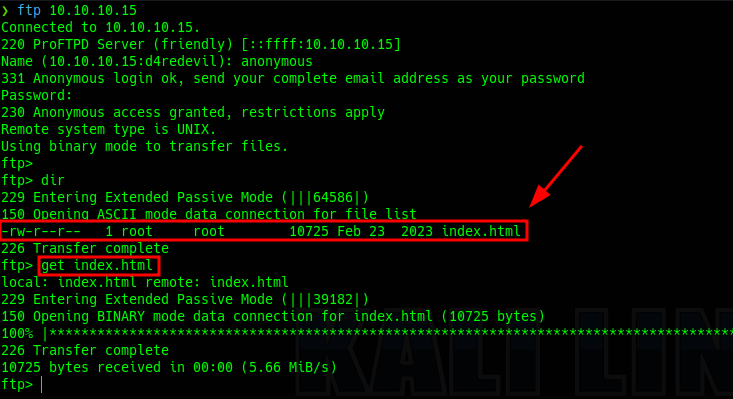 ❯ ftp 10.10.10.15
Connected to 10.10.10.15.
220 ProFTPD Server (friendly) [::ffff:10.10.10.15]
Name (10.10.10.15:d4redevil): anonymous
331 Anonymous login ok, send your complete email address as your password
Password:
230 Anonymous access granted, restrictions apply
Remote system type is UNIX.
Using binary mode to transfer files.
ftp>
ftp> dir
229 Entering Extended Passive Mode (|||64586|)
150 Opening ASCII mode data connection for file list
-rw-r--r--   1 root     root        10725 Feb 23  2023 index.html
226 Transfer complete
ftp> get index.html
local: index.html remote: index.html
229 Entering Extended Passive Mode (|||39182|)
150 Opening BINARY mode data connection for index.html (10725 bytes)
100% |*************************************************************************************
226 Transfer complete
10725 bytes received in 00:00 (5.66 MiB/s)
ftp>
KALI LIN